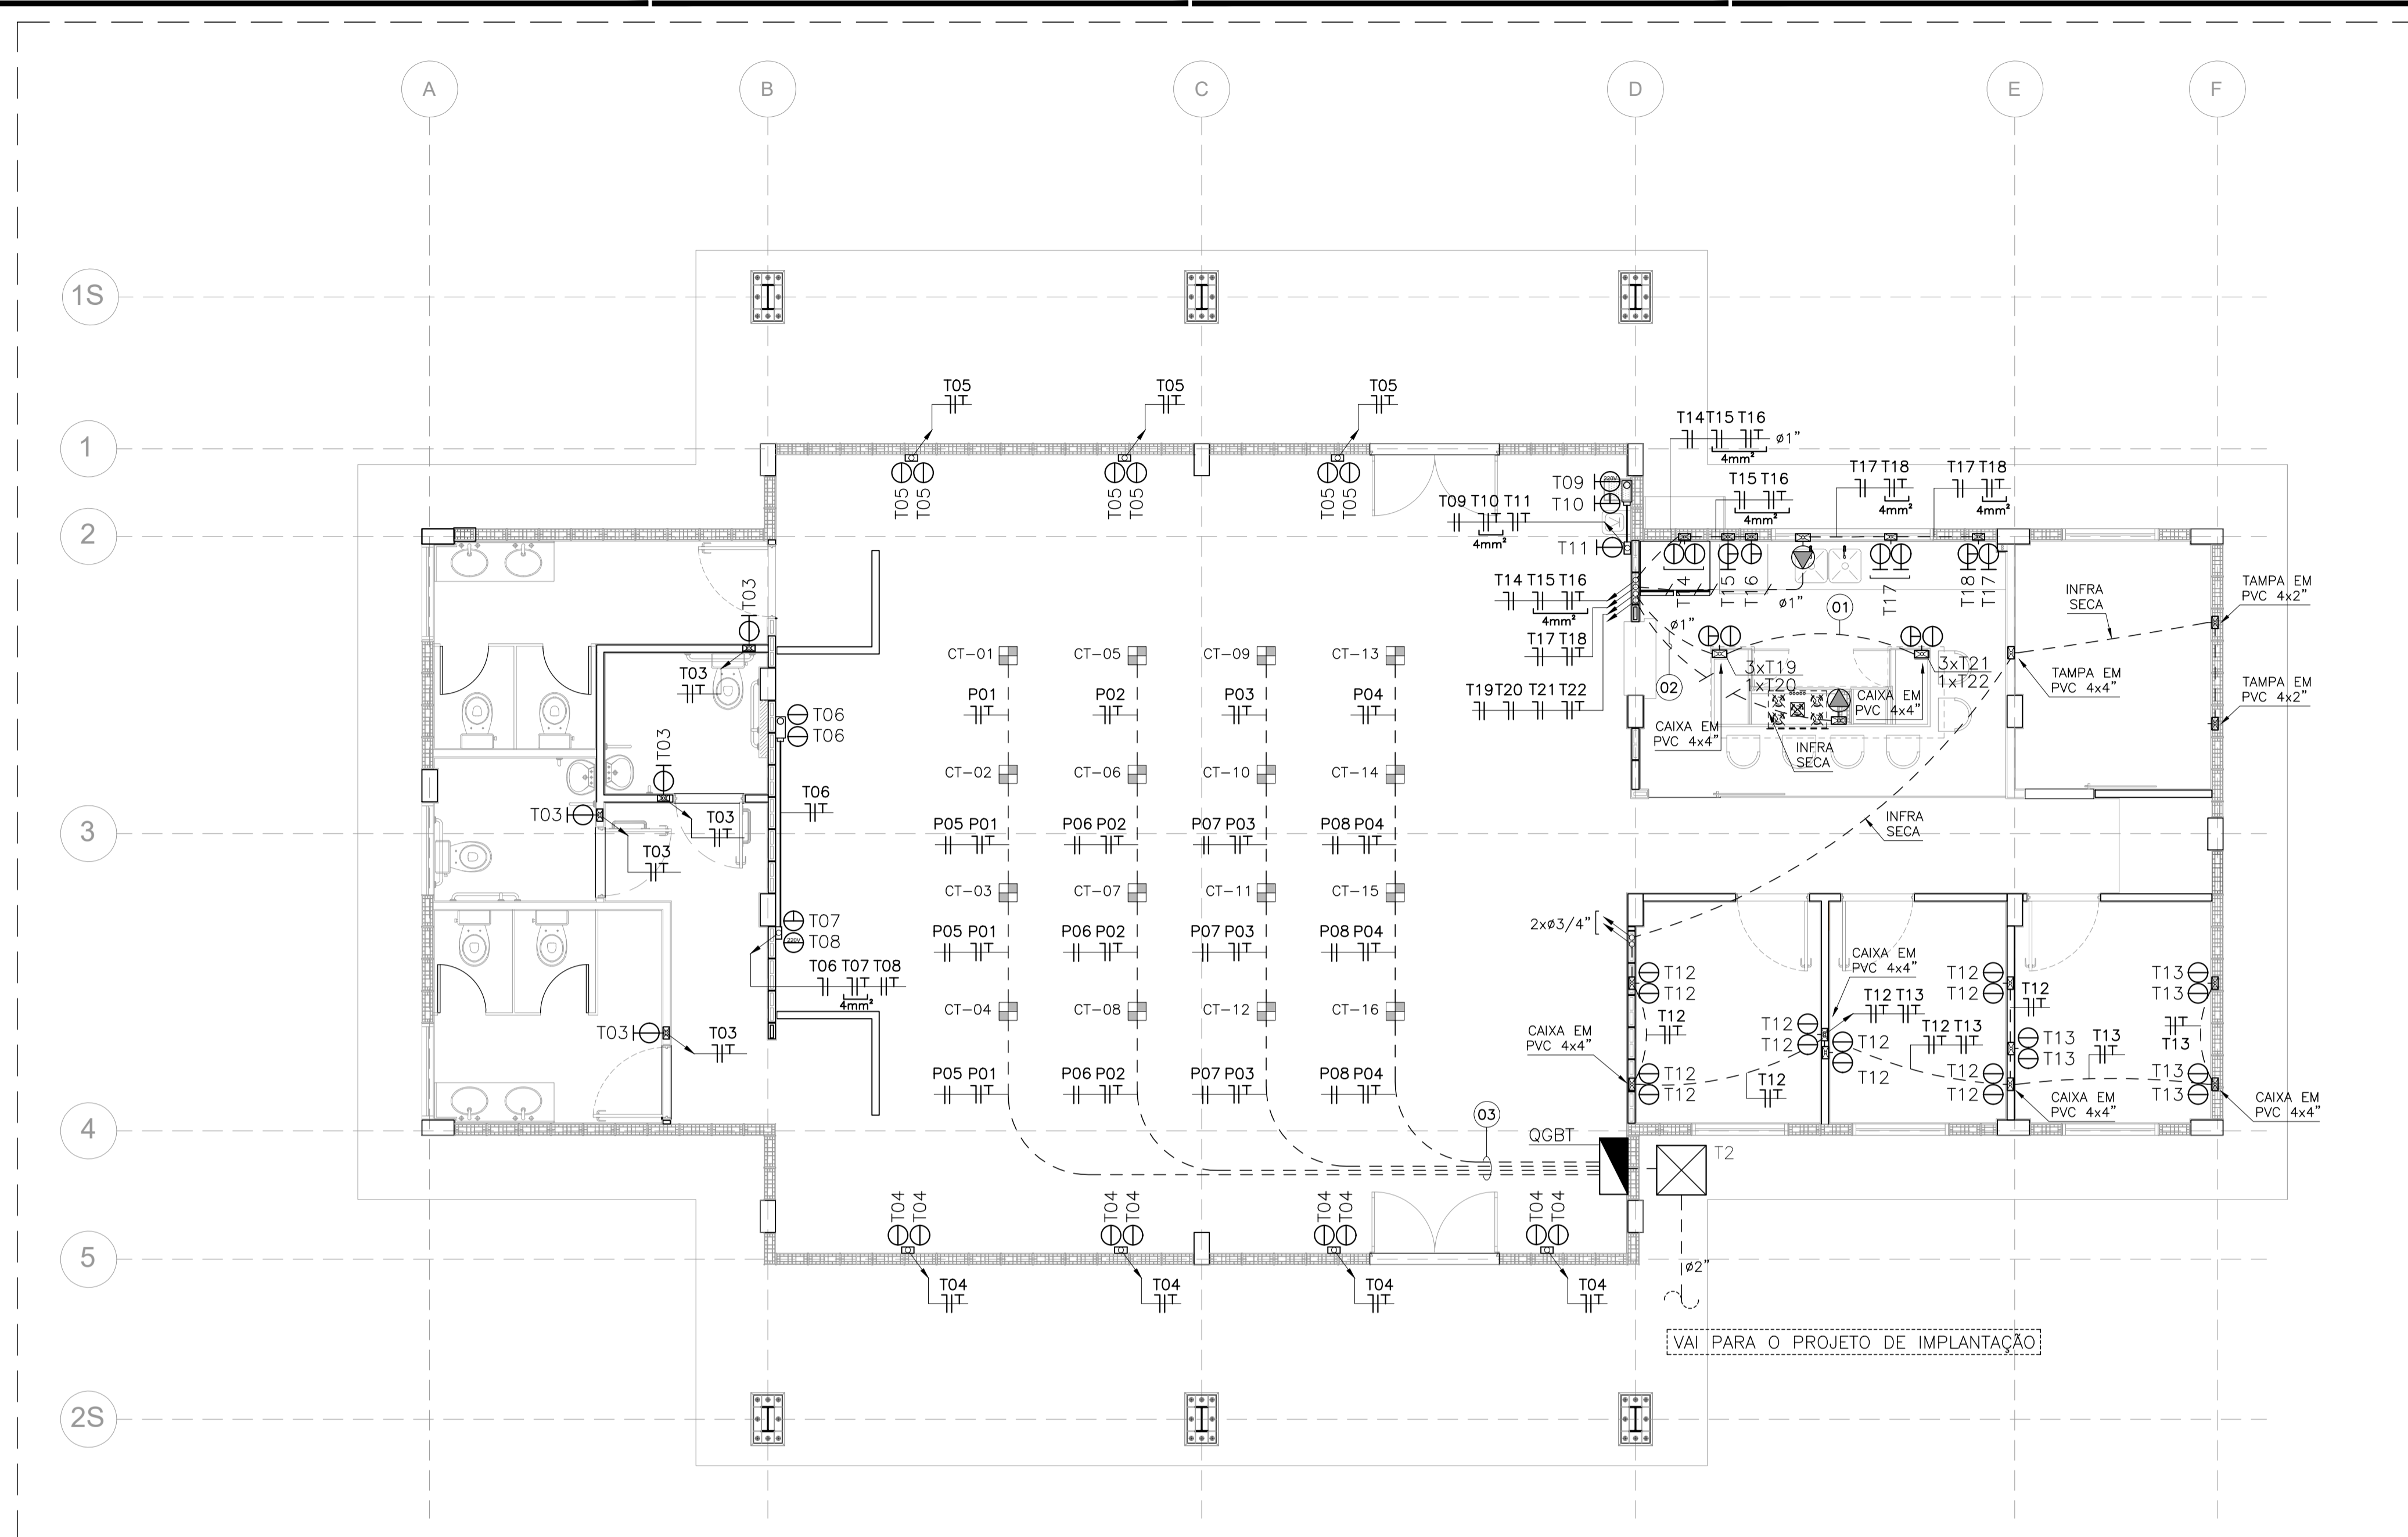 A B C D E F
1S
T05 T05 T05
T14 T15 T16
ø1"
4mm²
1
T15 T16
4mm²
T17 T18
4mm²
T17 T18
4mm²
T05 T05
T05 T05
T05 T05
T09
220V
T10
T09 T10 T11
4mm²
T11
2
T14
T15
T16
T17
T18
T17
ø1"
01
T14 T15 T16
4mm²
T17 T18
ø1"
INFRA
SECA
TAMPA EM
PVC 4x2"
T03
T03
CT-01 CT-05 CT-09 CT-13
3xT19
1xT20
3xT21
1xT22
TAMPA EM
PVC 4x4"
TAMPA EM
PVC 4x2"
T19 T20 T21 T22
02
P01 P02 P03 P04
CAIXA EM
PVC 4x4"
CAIXA EM
PVC 4x4"
T06
T06
INFRA
SECA
T03
CT-02 CT-06 CT-10 CT-14
T06
T03
T03
T03
3
P05 P01 P06 P02 P07 P03 P08 P04
INFRA
SECA
CT-03 CT-07 CT-11 CT-15
T07
220V
T08
2xø3/4"
P05 P01 P06 P02 P07 P03 P08 P04
T06 T07 T08
4mm²
CAIXA EM
PVC 4x4"
T12
T12
T12
T12
T13
T13
CT-04 CT-08 CT-12 CT-16
T12 T13
T12
T13
T12
T12
T12
T12
T12
T12 T13
T13
T13
T13
T03
T03
CAIXA EM
PVC 4x4"
P05 P01 P06 P02 P07 P03 P08 P04
T12
T12
T12
T12
T12
T13
T13
CAIXA EM
PVC 4x4"
CAIXA EM
PVC 4x4"
03
4
QGBT
T2
T04 T04
T04 T04
T04 T04
T04 T04
5
T04 T04 T04 T04
ø2"
VAI PARA O PROJETO DE IMPLANTAÇÃO
2S